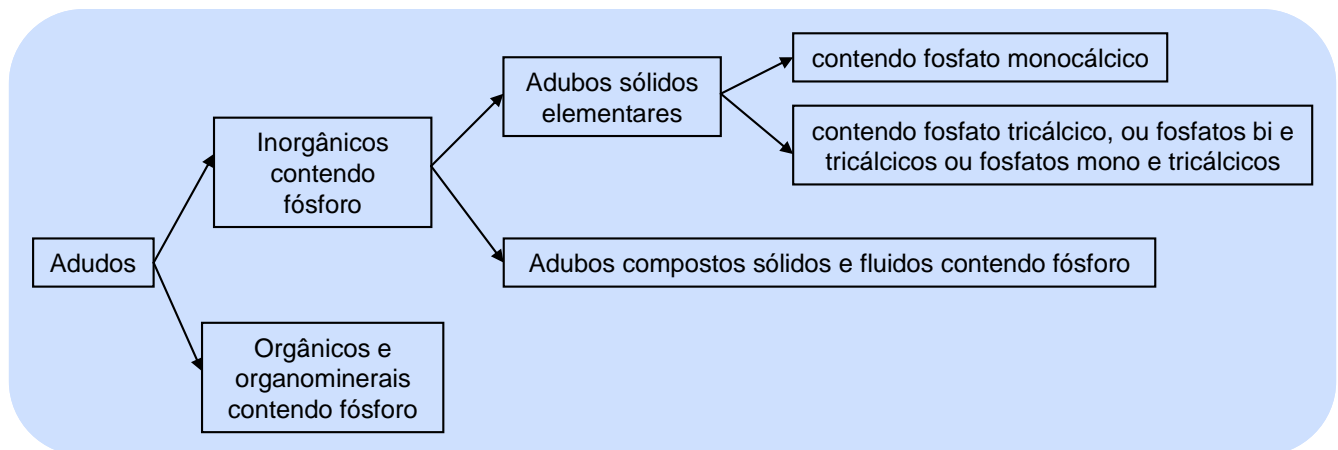 contendo fosfato monocálcico
Adubos sólidos
elementares
contendo fosfato tricálcico, ou fosfatos bi e
tricálcicos ou fosfatos mono e tricálcicos
Inorgânicos
contendo
fósforo
Adudos
Adubos compostos sólidos e fluidos contendo fósforo
Orgânicos e
organominerais
contendo fósforo